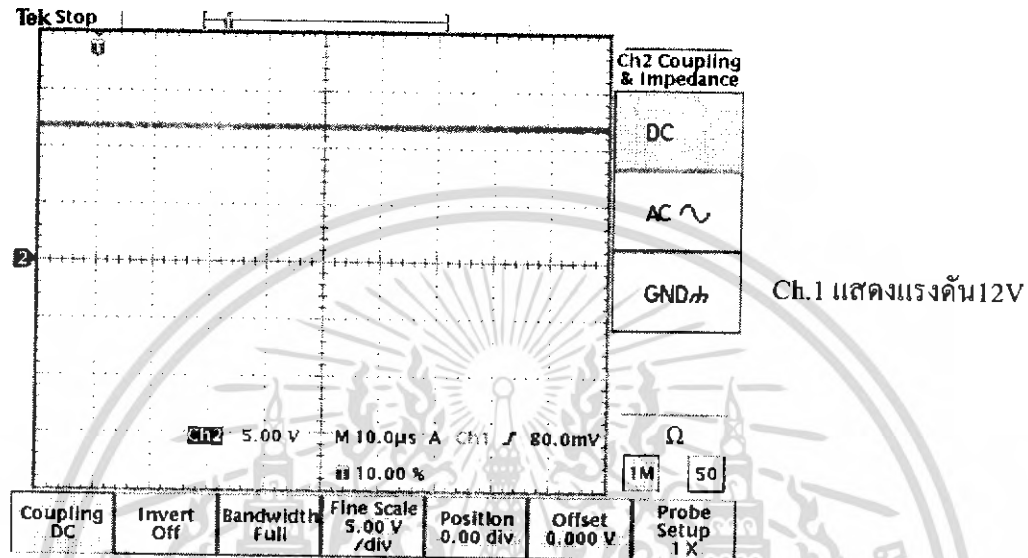 Tek Stop
Ch2 Coupling
& Impedance
DC
AC
GND
Ch.1 แสดงแรงดัน12V
2
Ch2 5.00 V M 10.0µs A Ch1 80.0mV
10.00 %
Ω
1M 50
Coupling
DC
Invert
Off
Bandwidth
Full
Fine Scale
5.00 V
/div
Position
0.00 div
Offset
0.000 V
Probe
Setup
1 X